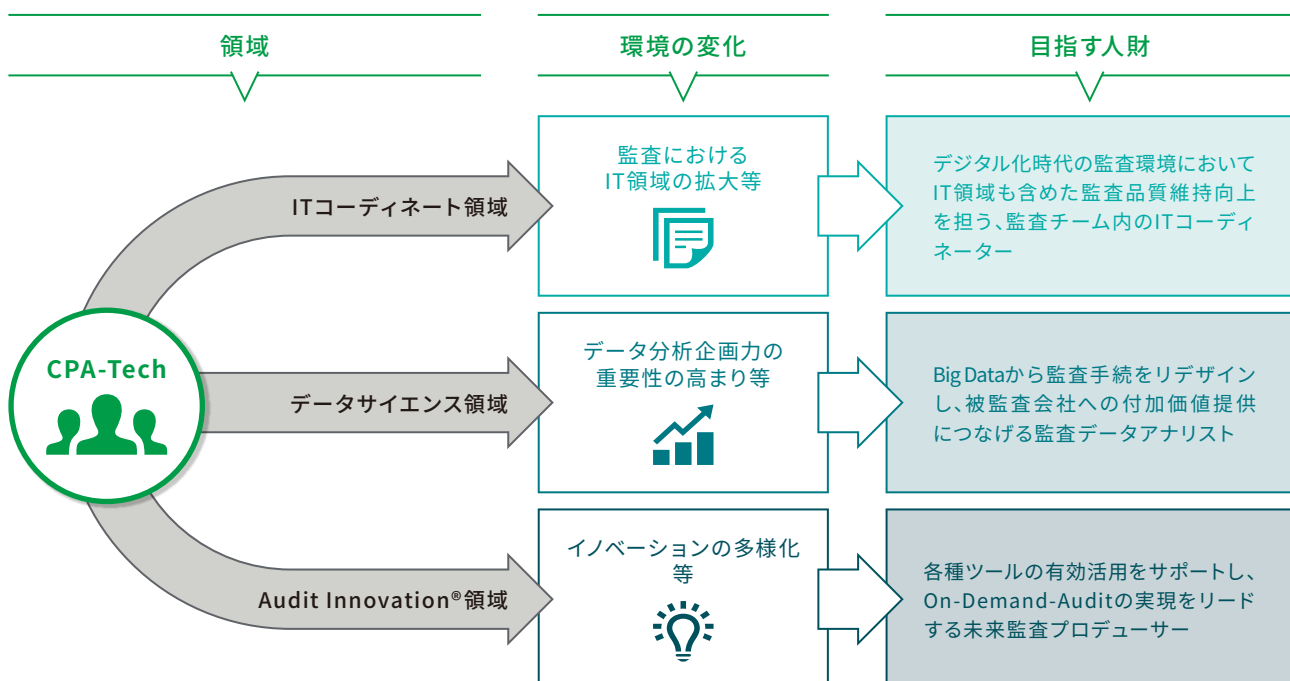 領域
環境の変化
目指す人財
監査における
IT領域の拡大等
デジタル化時代の監査環境において
IT領域も含めた監査品質維持向上
を担う、監査チーム内のITコーディ
ネーター
ITコーディネート領域
CPA-Tech
データサイエンス領域
データ分析企画力の
重要性の高まり等
Big Dataから監査手続をリデザイン
し、被監査会社への付加価値提供
につなげる監査データアナリスト
Audit Innovation®領域
イノベーションの多様化
等
各種ツールの有効活用をサポートし、
On-Demand-Auditの実現をリード
する未来監査プロデューサー